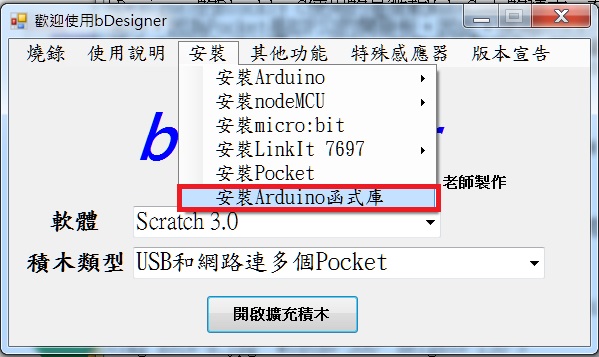 歡迎使用bDesigner
燒錄 使用說明 安裝 其他功能 特殊感應器 版本宣告
安裝Arduino
安裝nodeMCU
安裝micro:bit
安裝LinkIt 7697
安裝Pocket
安裝Arduino函式庫
b
老師製作
軟體 Scratch 3.0
積木類型 USB和網路連多個Pocket
開啟擴充積木